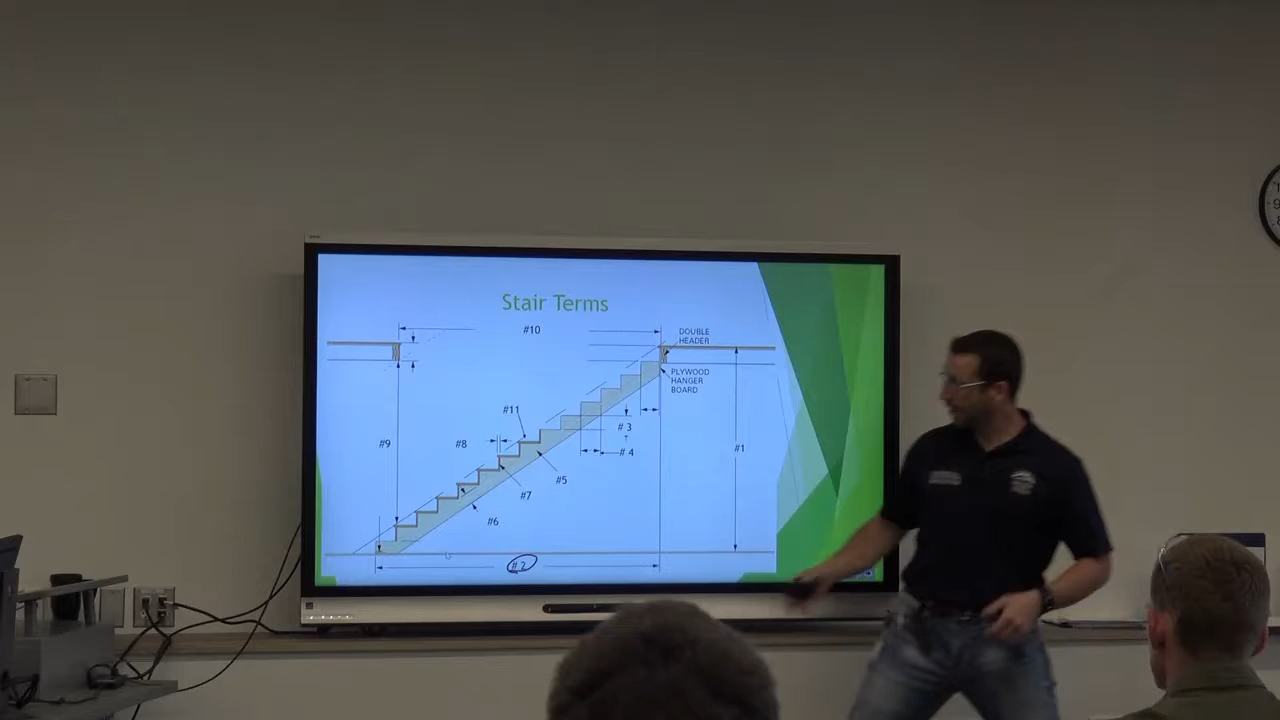 Stair Terms
#10
DOUBLE
HEADER
PLYWOOD
HANGER
BOARD
#11
# 3
#9
#8
#1
# 4
#5
#7
#6
# 2